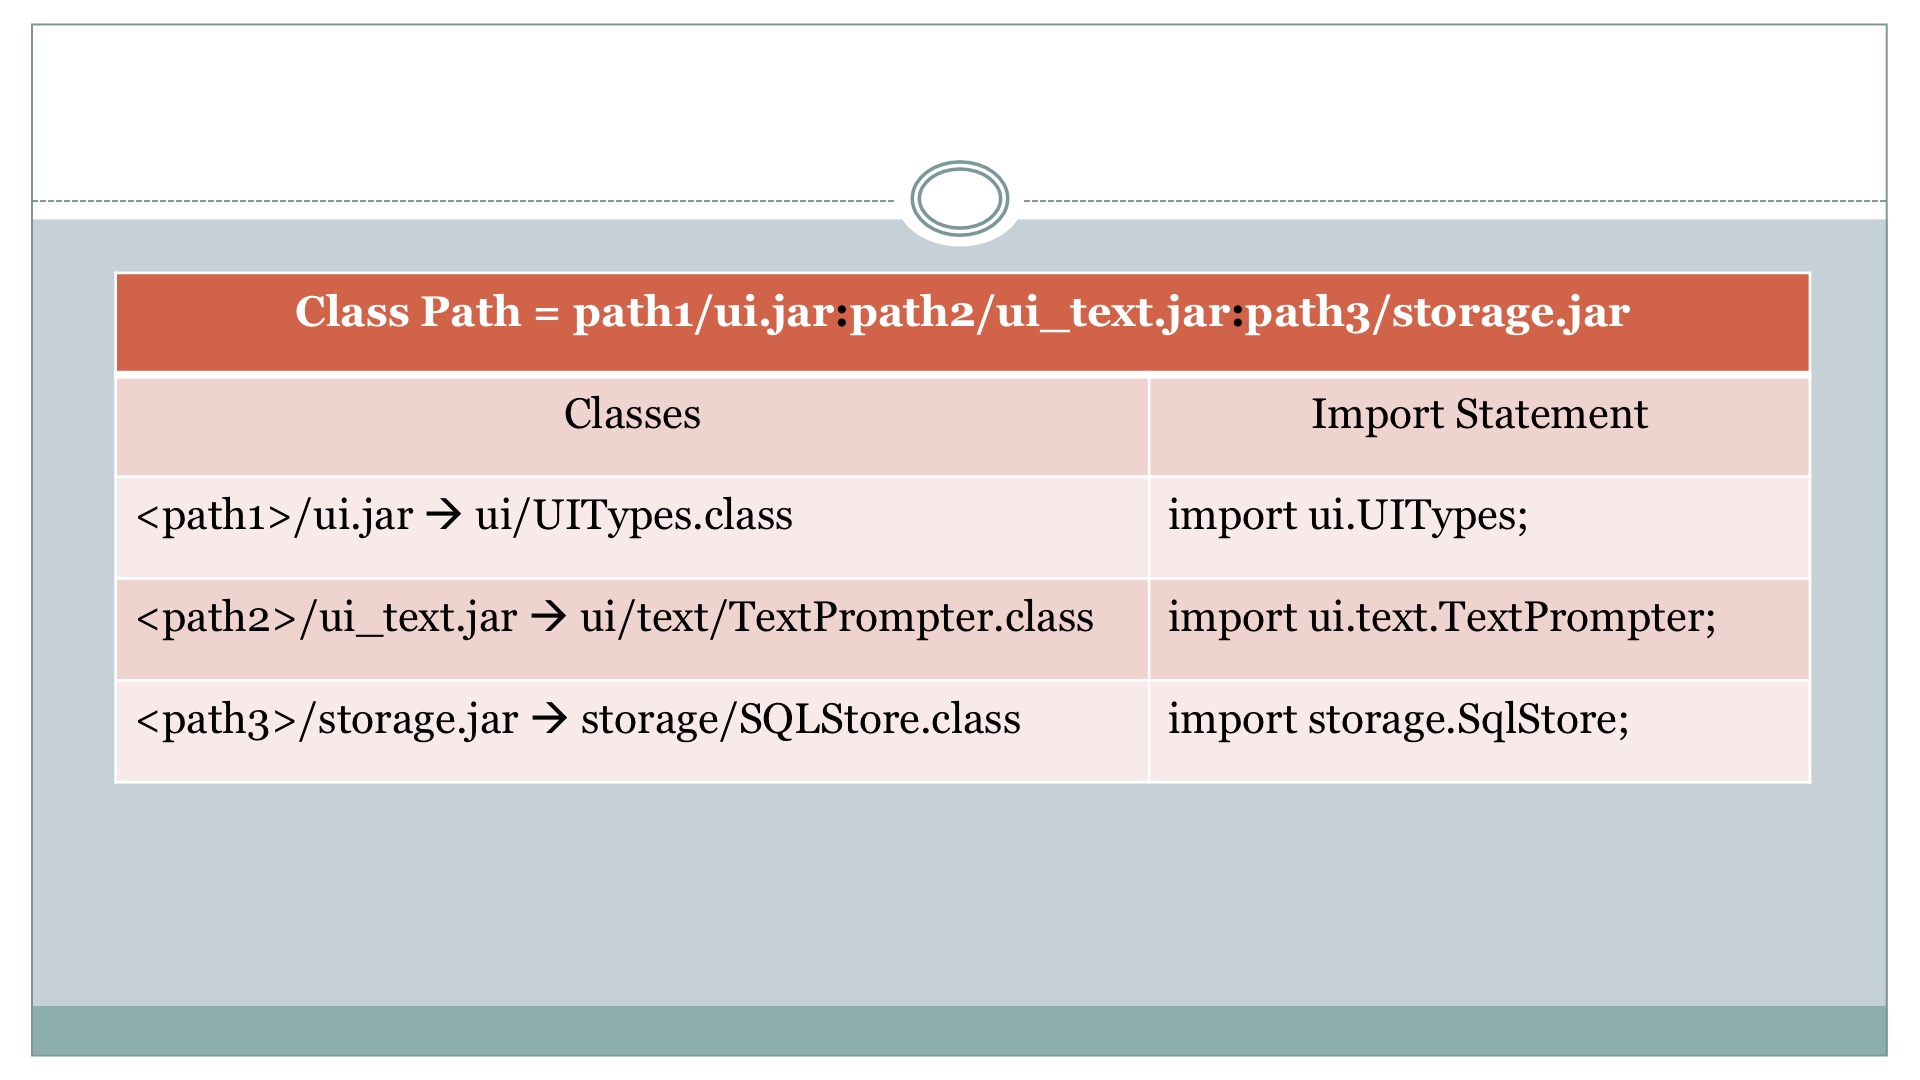 Class Path = path1/ui.jar:path2/ui_text.jar:path3/storage.jar
Classes
Import Statement
<path1>/ui.jar → ui/UITypes.class
import ui.UITypes;
<path2>/ui_text.jar → ui/text/TextPrompter.class
import ui.text.TextPrompter;
<path3>/storage.jar → storage/SQLStore.class
import storage.SqlStore;